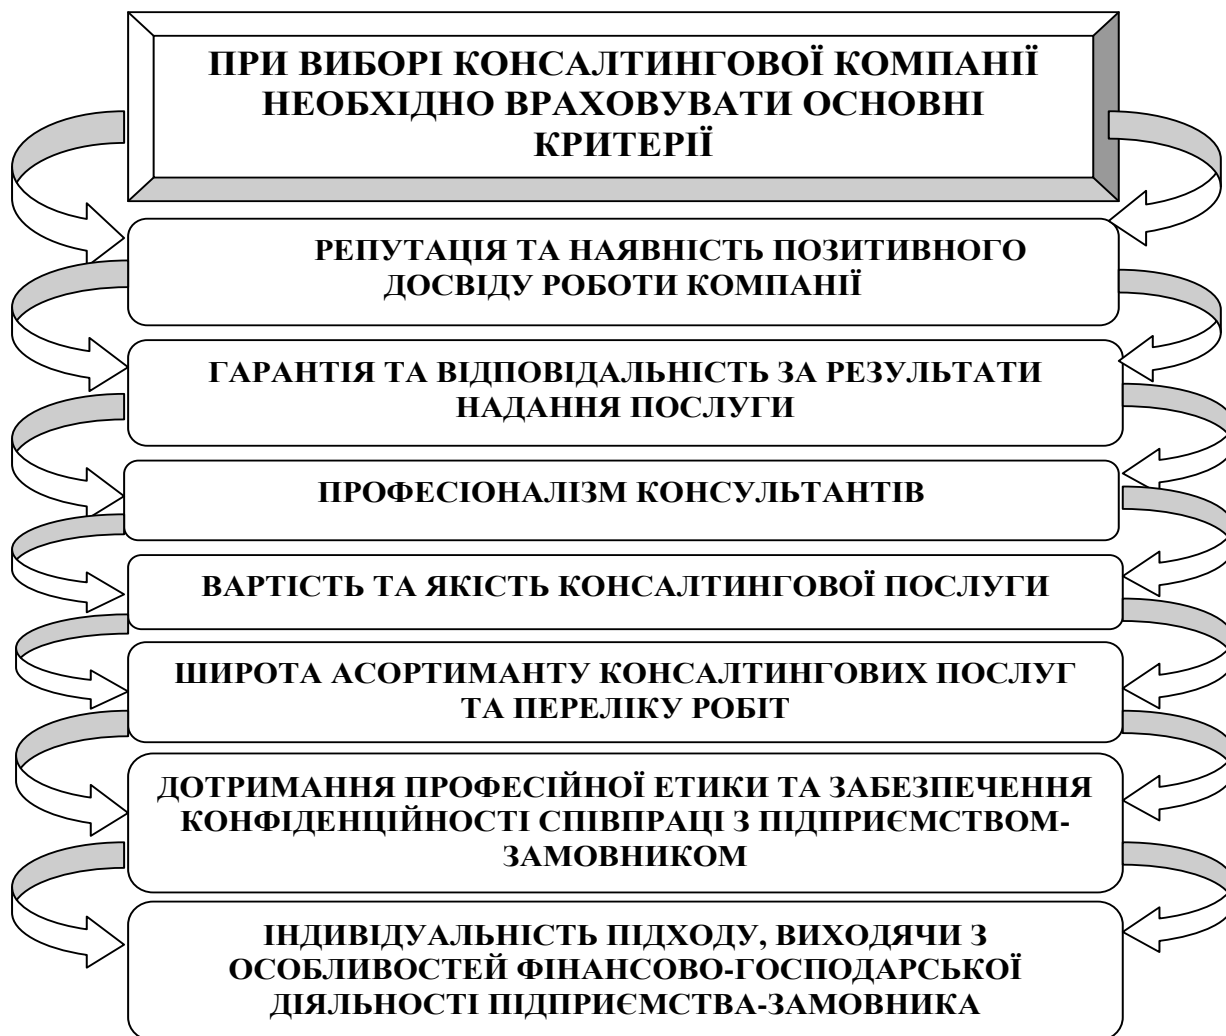 ПРИ ВИБОРІ КОНСАЛТИНГОВОЇ КОМПАНІЇ
НЕОБХІДНО ВРАХОВУВАТИ ОСНОВНІ
КРИТЕРІЇ
РЕПУТАЦІЯ ТА НАЯВНІСТЬ ПОЗИТИВНОГО
ДОСВІДУ РОБОТИ КОМПАНІЇ
ГАРАНТІЯ ТА ВІДПОВІДАЛЬНІСТЬ ЗА РЕЗУЛЬТАТИ
НАДАННЯ ПОСЛУГИ
ПРОФЕСІОНАЛІЗМ КОНСУЛЬТАНТІВ
ВАРТІСТЬ ТА ЯКІСТЬ КОНСАЛТИНГОВОЇ ПОСЛУГИ
ШИРОТА АСОРТИМАНТУ КОНСАЛТИНГОВИХ ПОСЛУГ
ТА ПЕРЕЛІКУ РОБІТ
ДОТРИМАННЯ ПРОФЕСІЙНОЇ ЕТИКИ ТА ЗАБЕЗПЕЧЕННЯ
КОНФІДЕНЦІЙНОСТІ СПІВПРАЦІ З ПІДПРИЄМСТВОМ-
ЗАМОВНИКОМ
ІНДИВІДУАЛЬНІСТЬ ПІДХОДУ, ВИХОДЯЧИ З
ОСОБЛИВОСТЕЙ ФІНАНСОВО-ГОСПОДАРСЬКОЇ
ДІЯЛЬНОСТІ ПІДПРИЄМСТВА-ЗАМОВНИКА